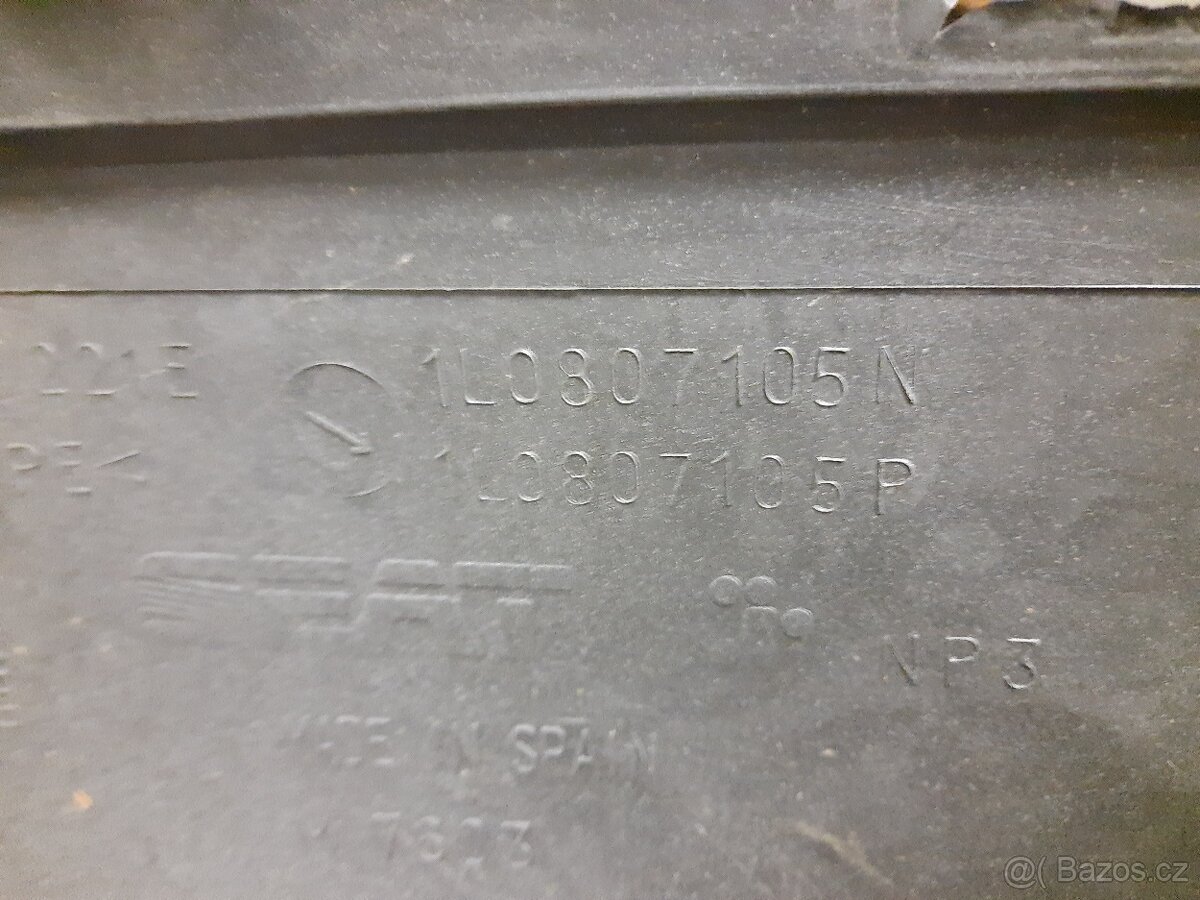 1L0807105N
1L0807105P
SEAT
NP3
MADE IN SPAIN
@( Bazos.cz